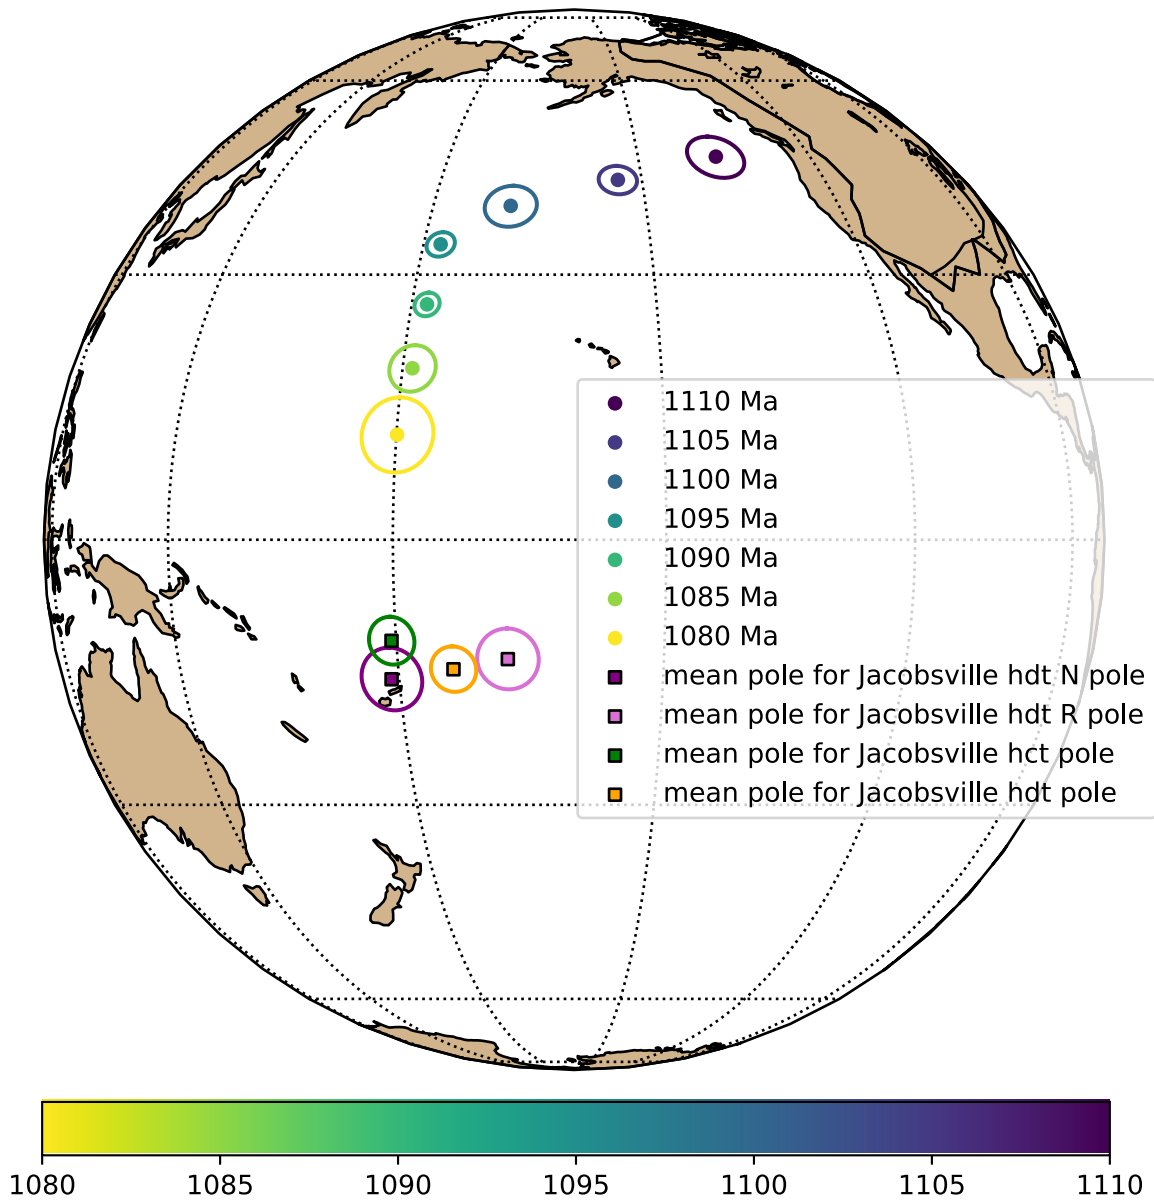 1110 Ma
1105 Ma
1100 Ma
1095 Ma
1090 Ma
1085 Ma
1080 Ma
mean pole for Jacobsville hdt N pole
mean pole for Jacobsville hdt R pole
mean pole for Jacobsville hct pole
mean pole for Jacobsville hdt pole
1080 1085 1090 1095 1100 1105 1110